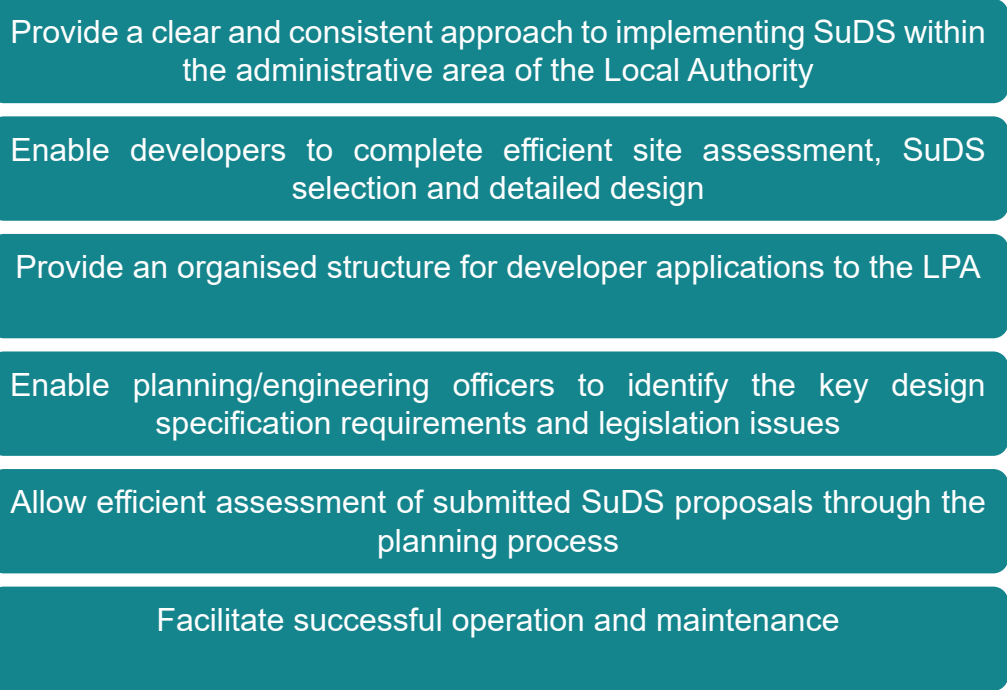 Provide a clear and consistent approach to implementing SuDS within
the administrative area of the Local Authority
Enable developers to complete efficient site assessment, SuDS
selection and detailed design
Provide an organised structure for developer applications to the LPA
Enable planning/engineering officers to identify the key design
specification requirements and legislation issues
Allow efficient assessment of submitted SuDS proposals through the
planning process
Facilitate successful operation and maintenance